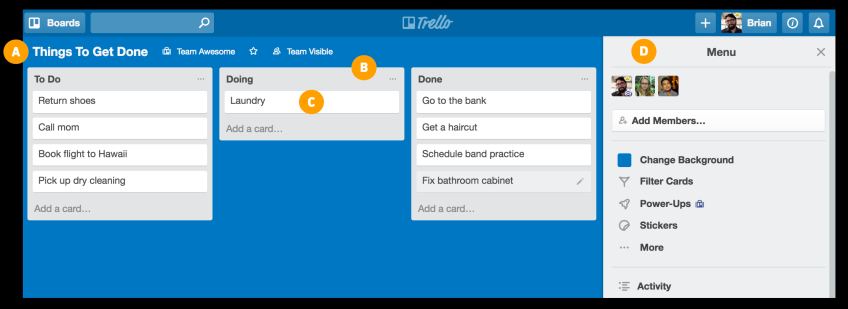 Boards
Trello
Brian
A
Things To Get Done
Team Awesome
Team Visible
B
D
Menu
To Do
Return shoes
Call mom
Book flight to Hawaii
Pick up dry cleaning
Add a card…
Doing
Laundry
C
Add a card…
Done
Go to the bank
Get a haircut
Schedule band practice
Fix bathroom cabinet
Add a card…
Add Members…
Change Background
Filter Cards
Power-Ups
Stickers
More
Activity